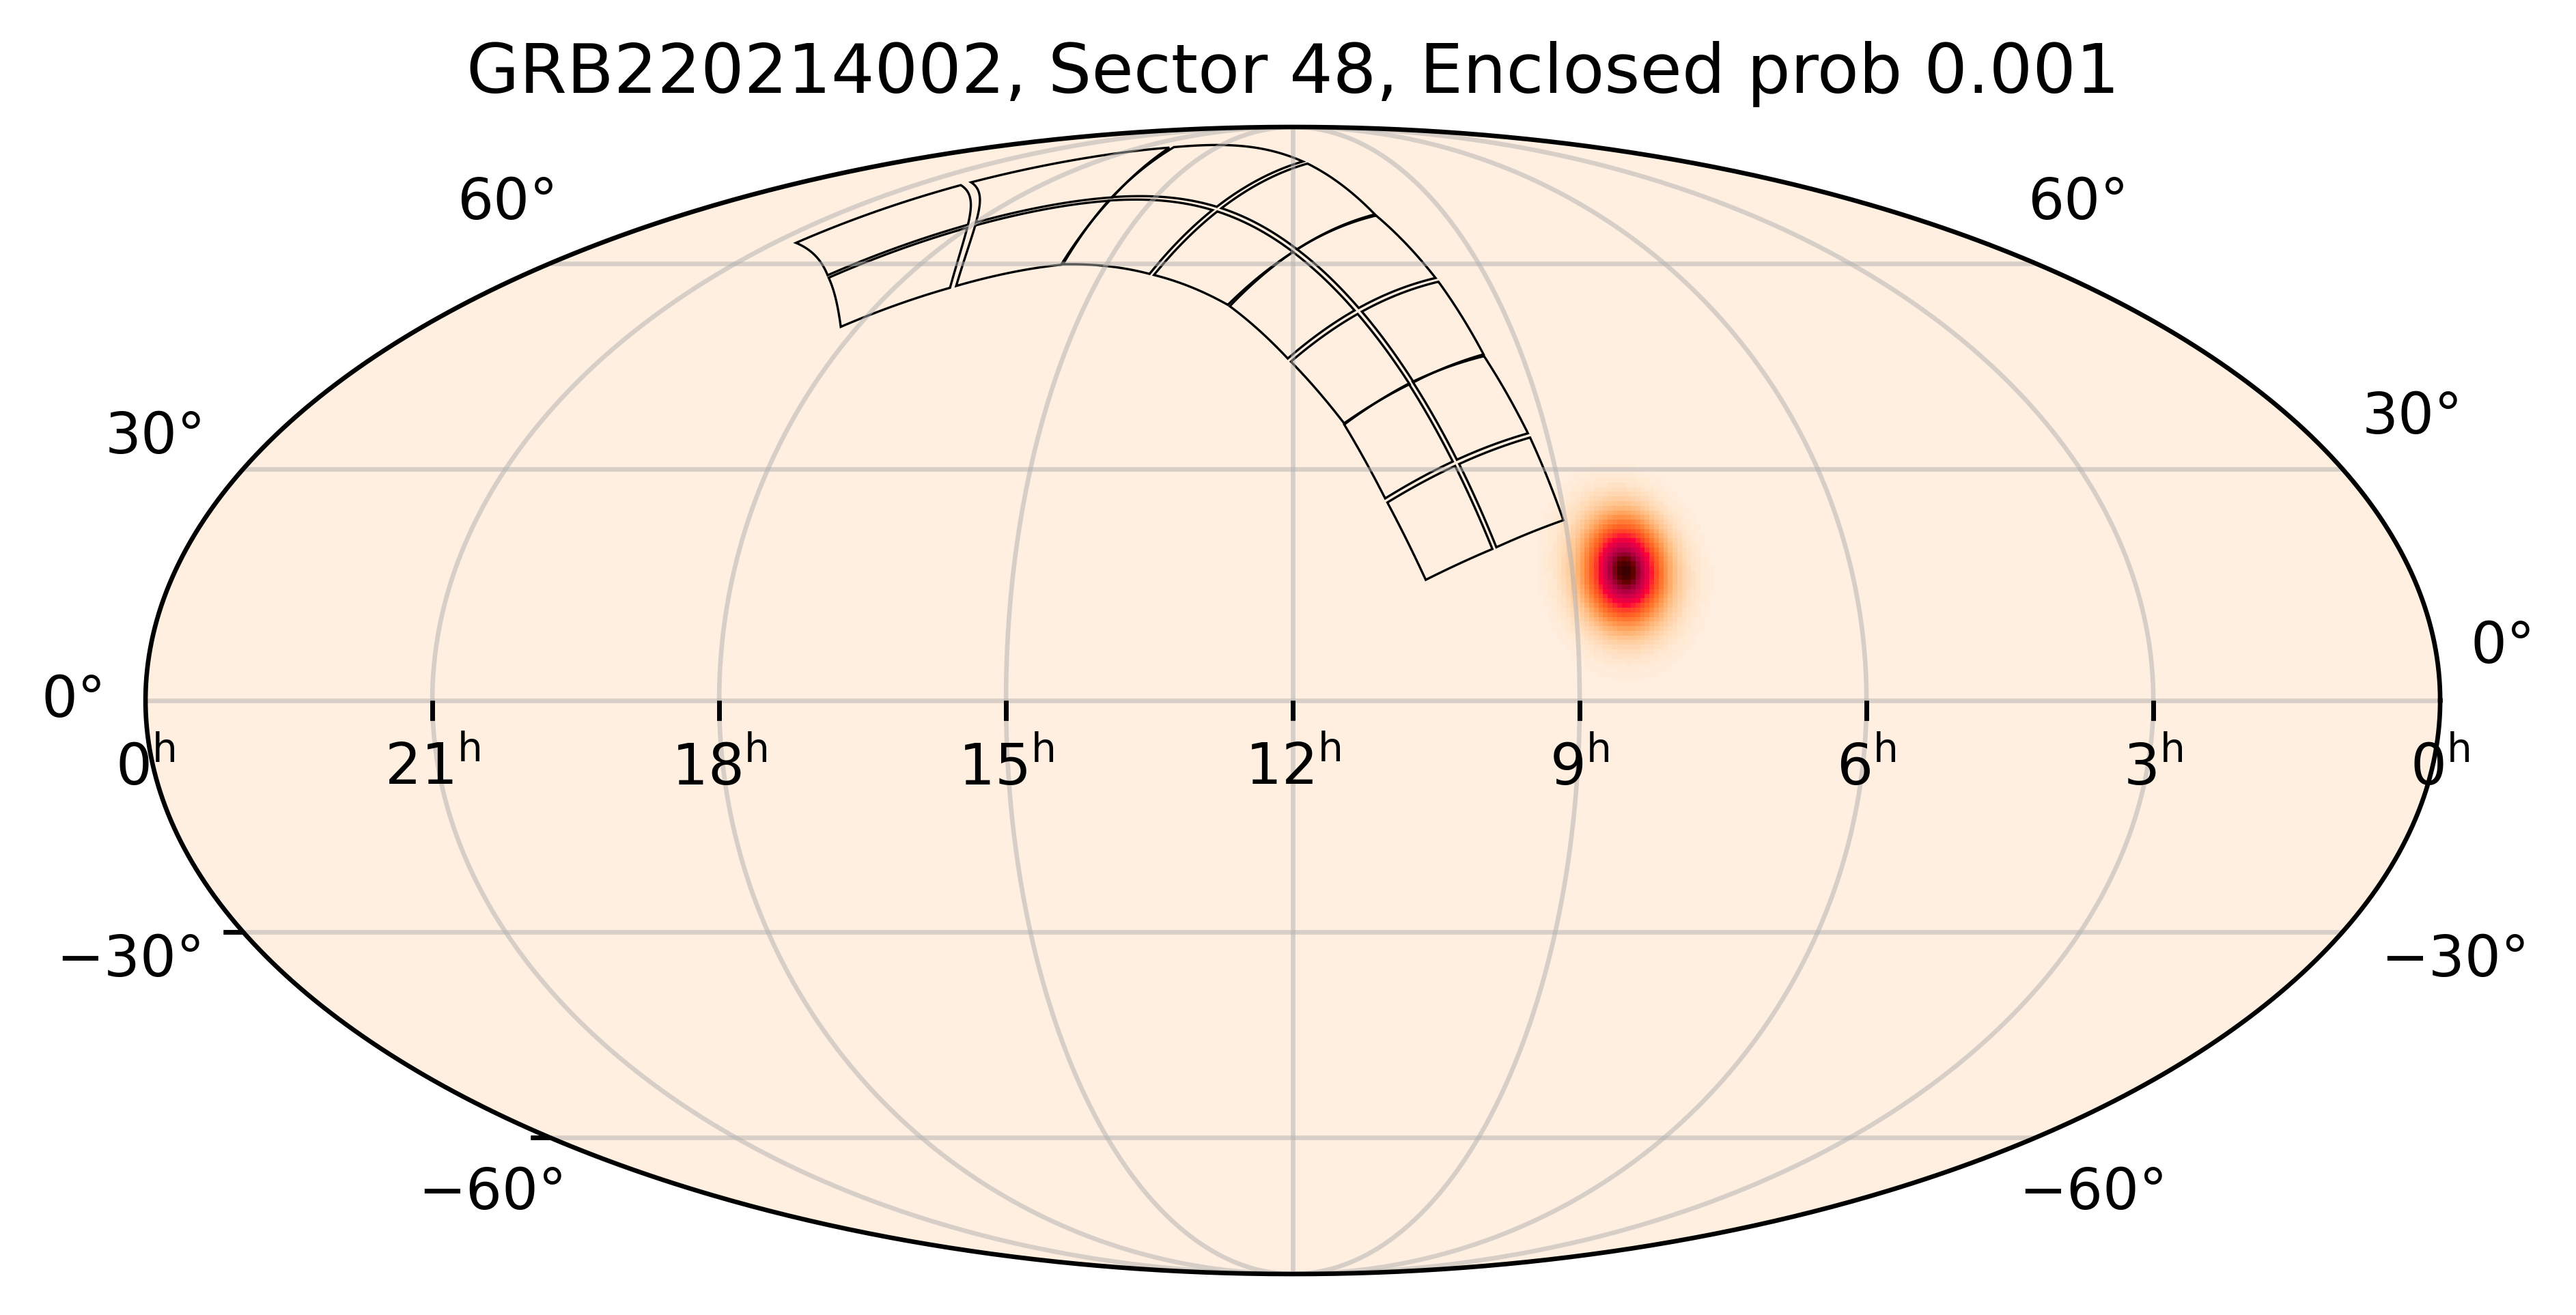 GRB220214002, Sector 48, Enclosed prob 0.001
60° 60°
30° 30°
0° 0°
0ʰ 21ʰ 18ʰ 15ʰ 12ʰ 9ʰ 6ʰ 3ʰ 0ʰ
−30° −30°
−60° −60°